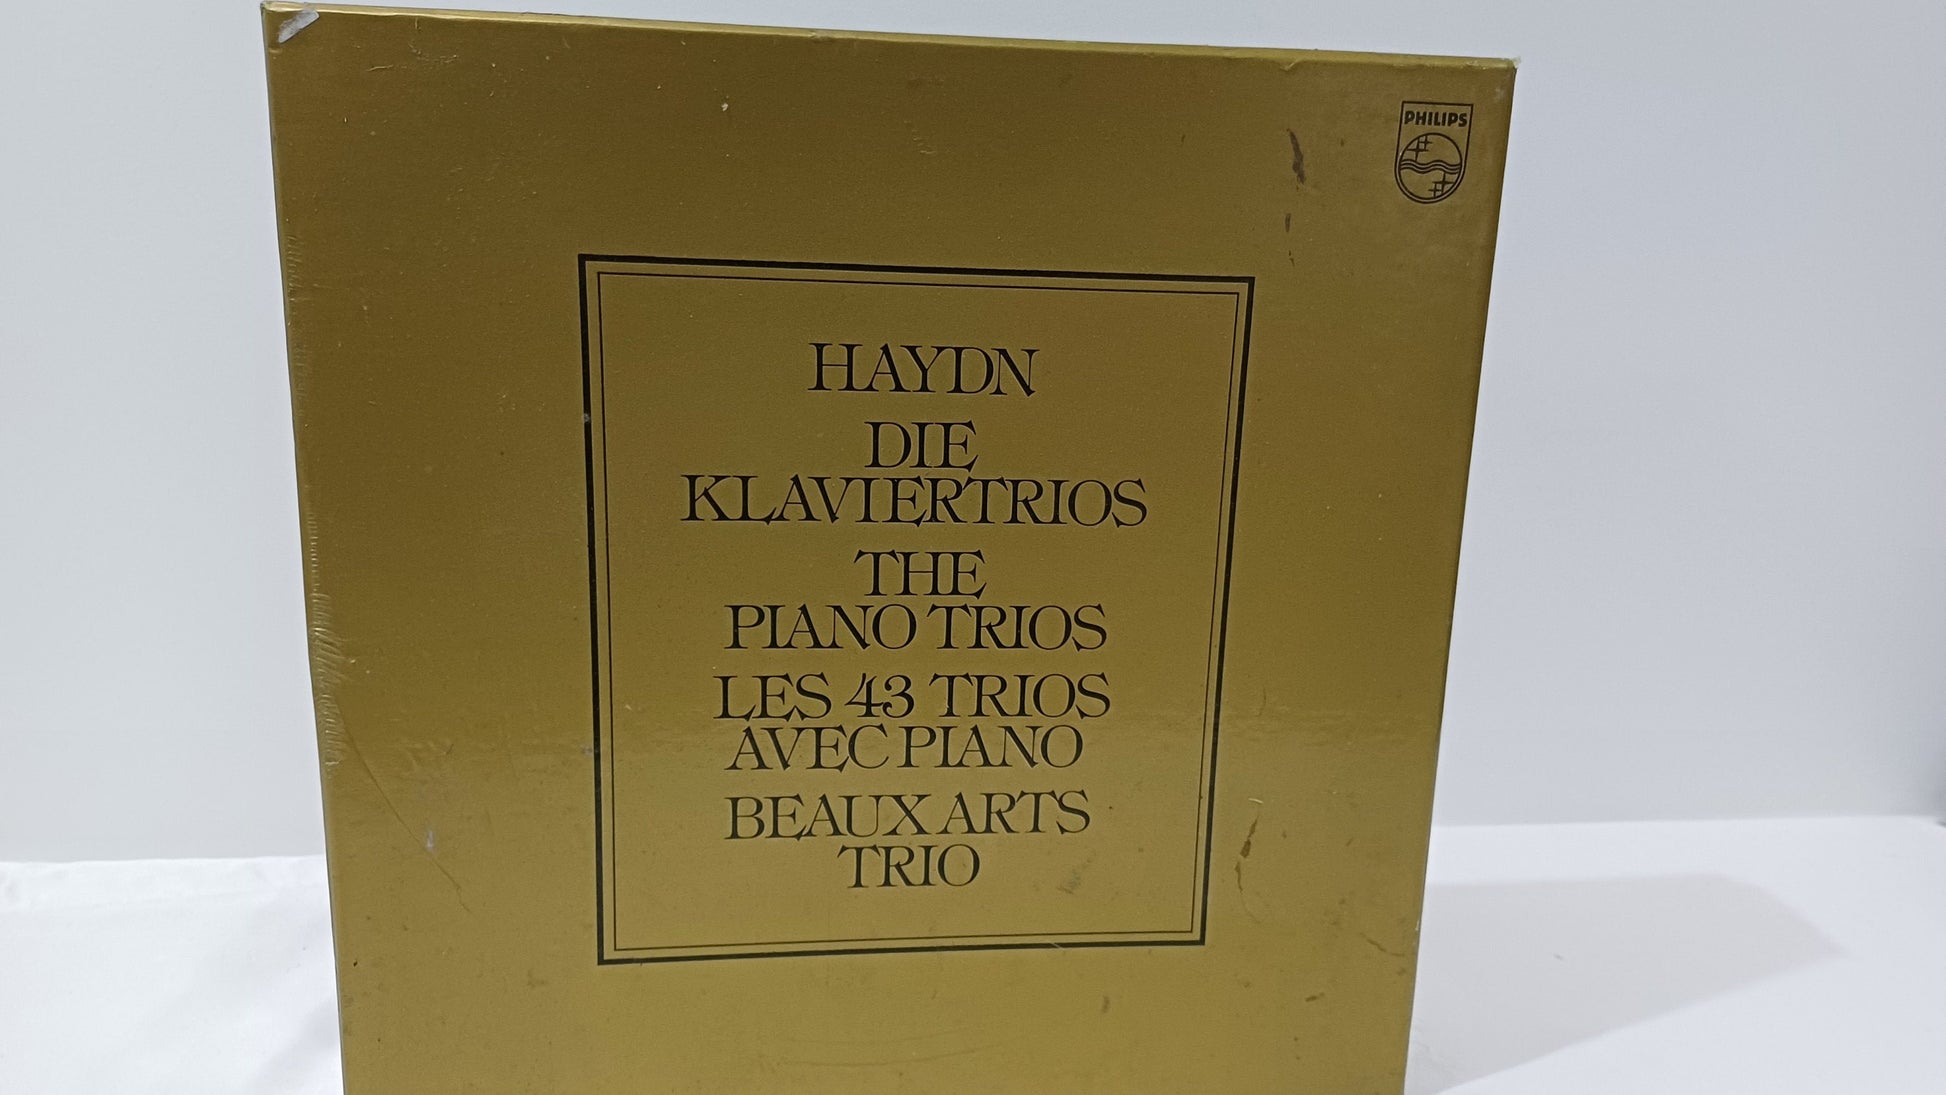 PHILIPS
HAYDN
DIE
KLAVIERTRIOS
THE
PIANO TRIOS
LES 43 TRIOS
AVEC PIANO
BEAUX ARTS
TRIO